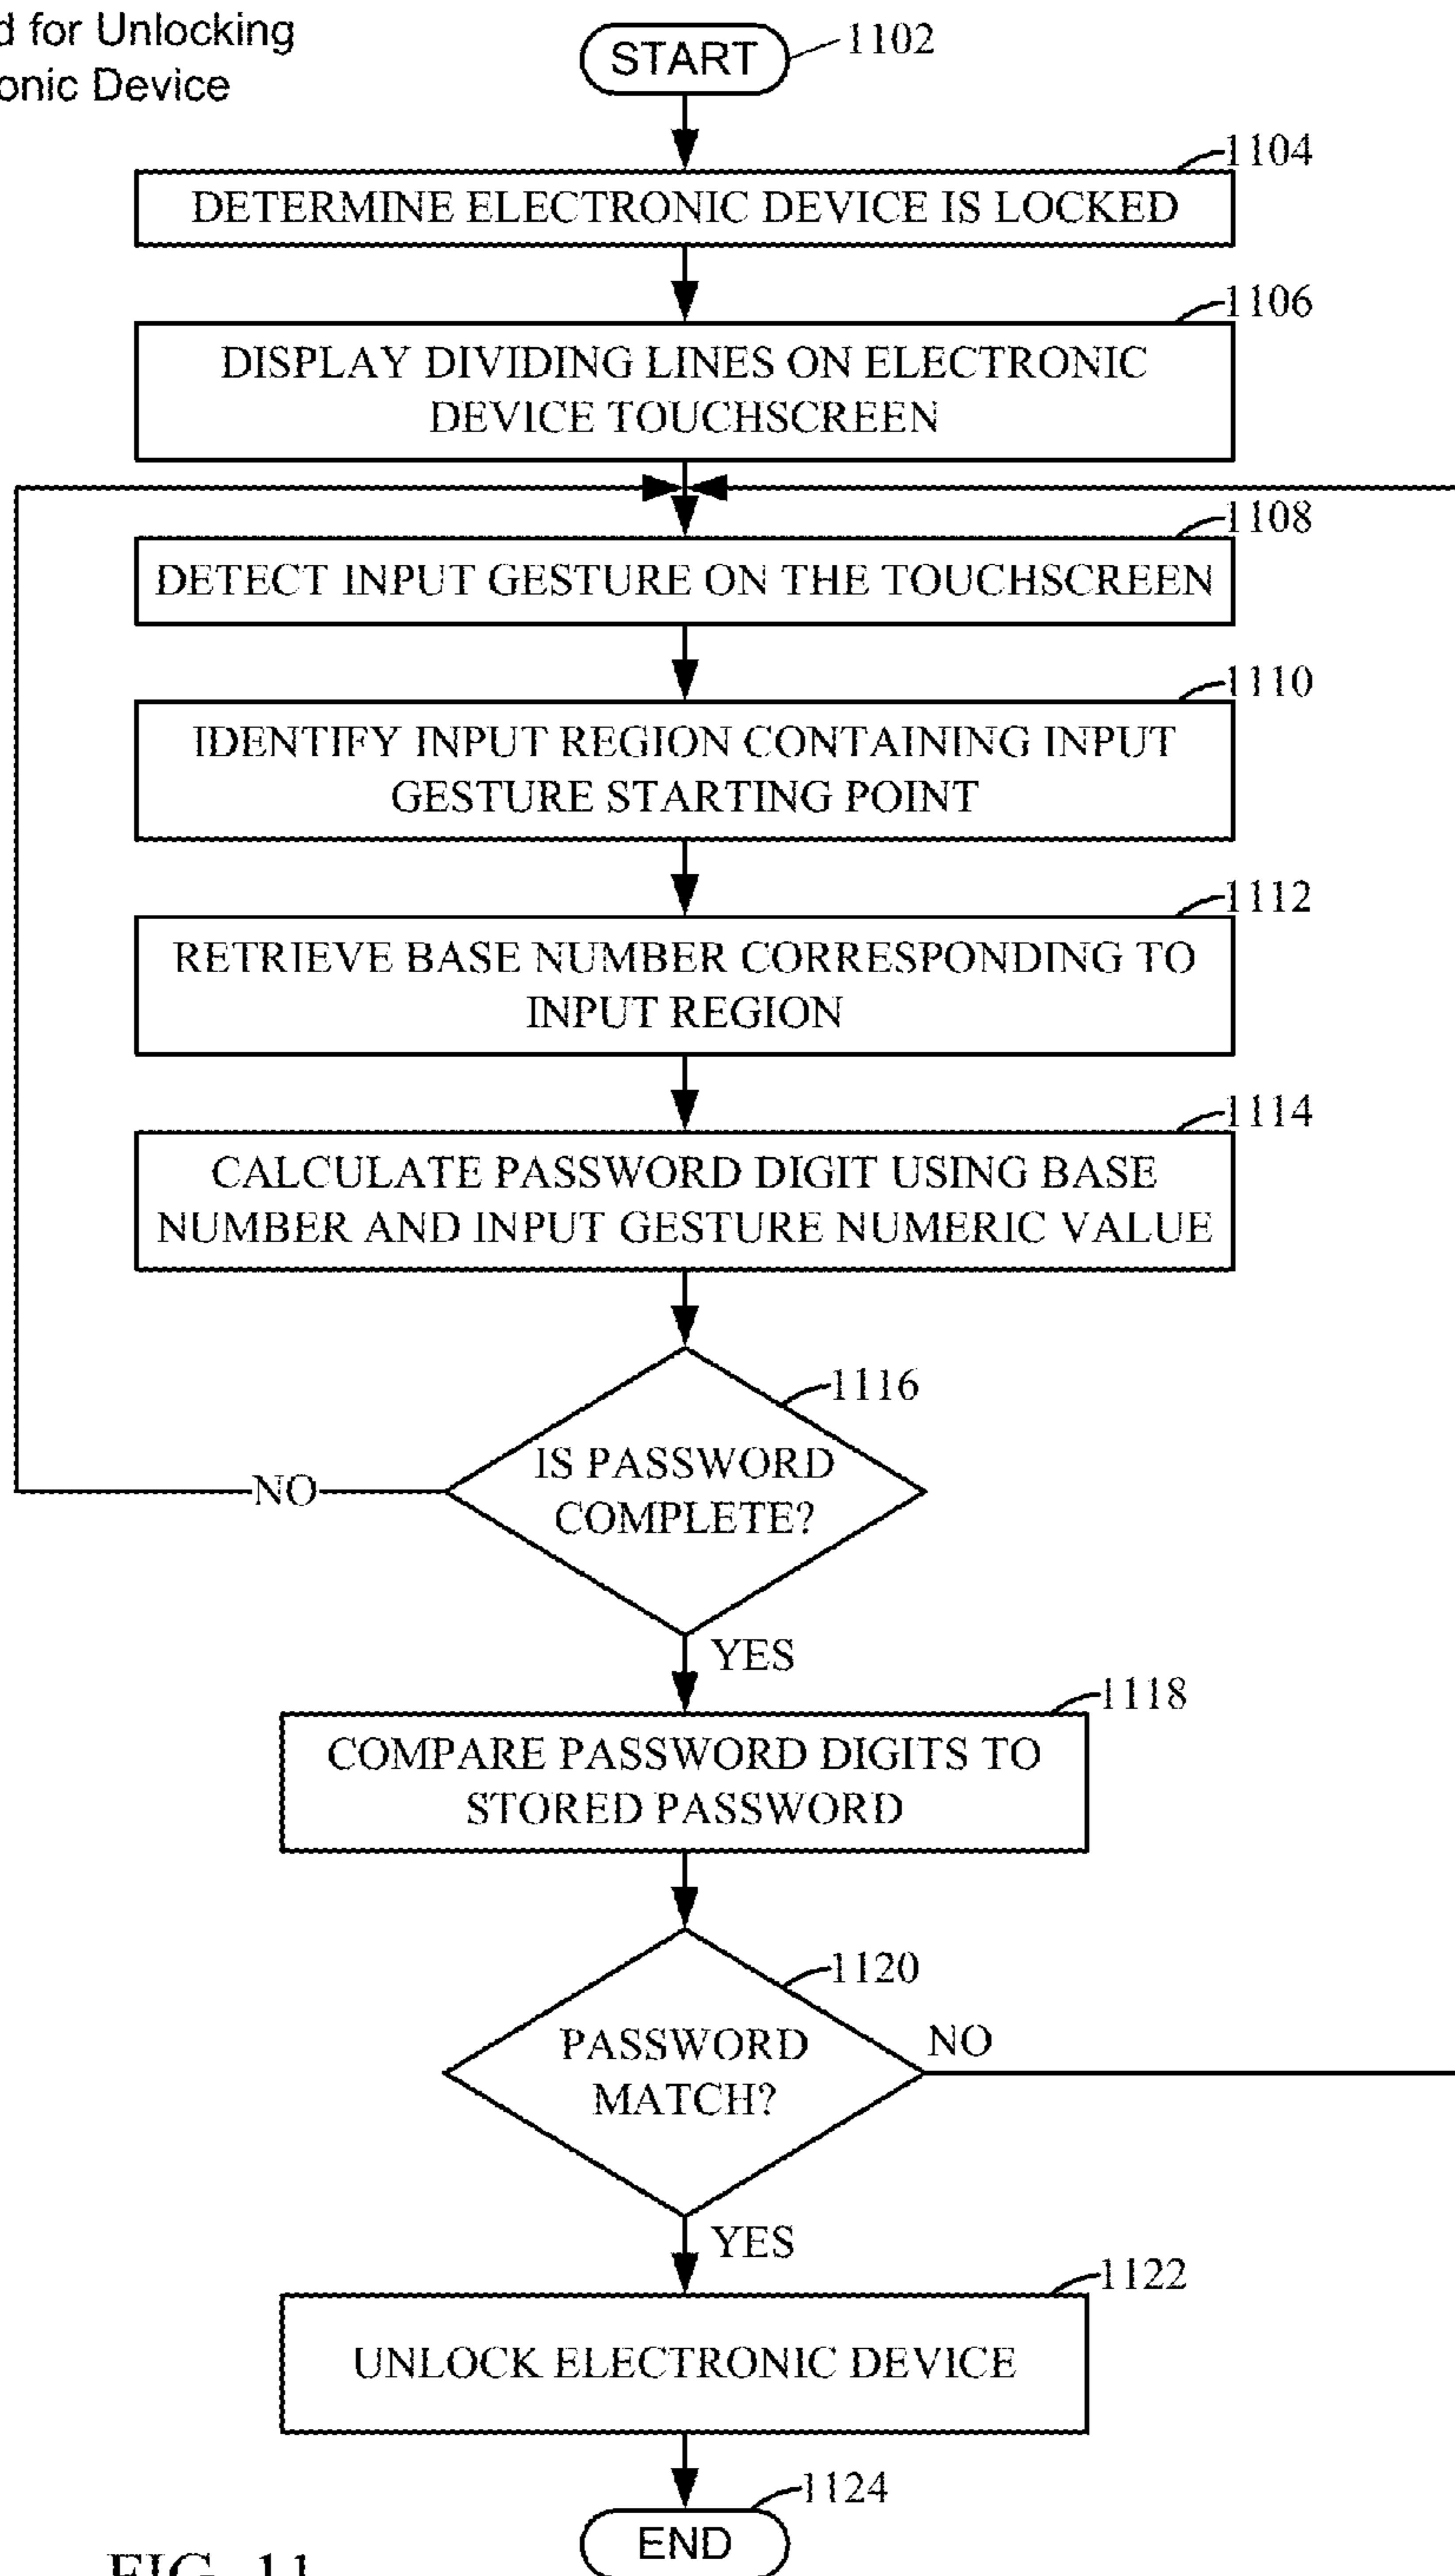 d for Unlocking
onic Device
START
1102
1104
DETERMINE ELECTRONIC DEVICE IS LOCKED
1106
DISPLAY DIVIDING LINES ON ELECTRONIC
DEVICE TOUCHSCREEN
1108
DETECT INPUT GESTURE ON THE TOUCHSCREEN
1110
IDENTIFY INPUT REGION CONTAINING INPUT
GESTURE STARTING POINT
1112
RETRIEVE BASE NUMBER CORRESPONDING TO
INPUT REGION
1114
CALCULATE PASSWORD DIGIT USING BASE
NUMBER AND INPUT GESTURE NUMERIC VALUE
1116
IS PASSWORD
COMPLETE?
NO
YES
1118
COMPARE PASSWORD DIGITS TO
STORED PASSWORD
1120
PASSWORD
MATCH?
NO
YES
1122
UNLOCK ELECTRONIC DEVICE
1124
END
FIG. 11